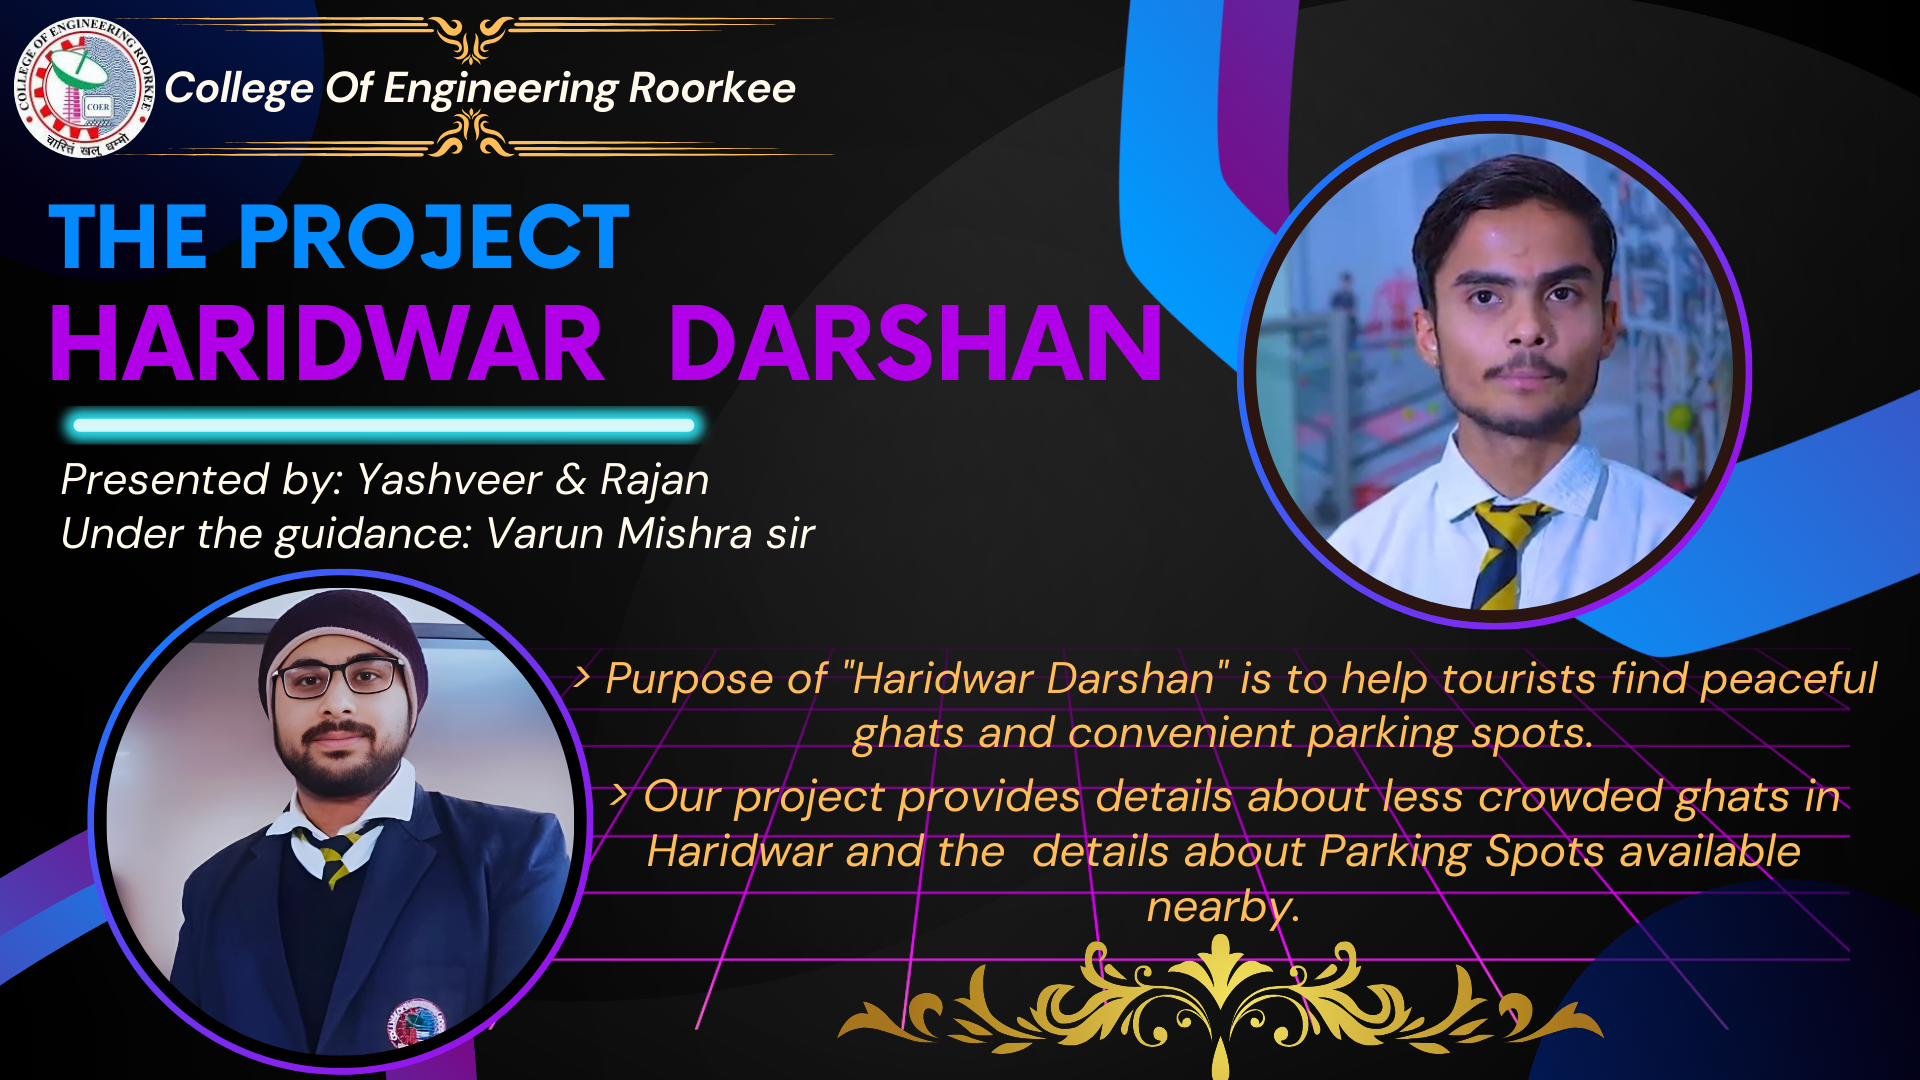 COLLEGE OF ENGINEERING ROORKEE
COER
चारित्तं खलु धम्मो
College Of Engineering Roorkee
THE PROJECT
HARIDWAR DARSHAN
Presented by: Yashveer & Rajan
Under the guidance: Varun Mishra sir
> Purpose of "Haridwar Darshan" is to help tourists find peaceful
ghats and convenient parking spots.
> Our project provides details about less crowded ghats in
Haridwar and the details about Parking Spots available
nearby.